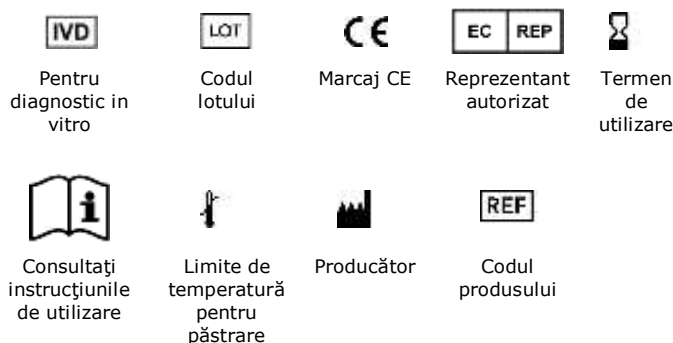 IVD LOT CE EC REP
Pentru Codul Marcaj CE Reprezentant Termen
diagnostic in lotului autorizat de
vitro utilizare
i REF
Consultaţi Limite de Producător Codul
instrucţiunile temperatură produsului
de utilizare pentru
păstrare